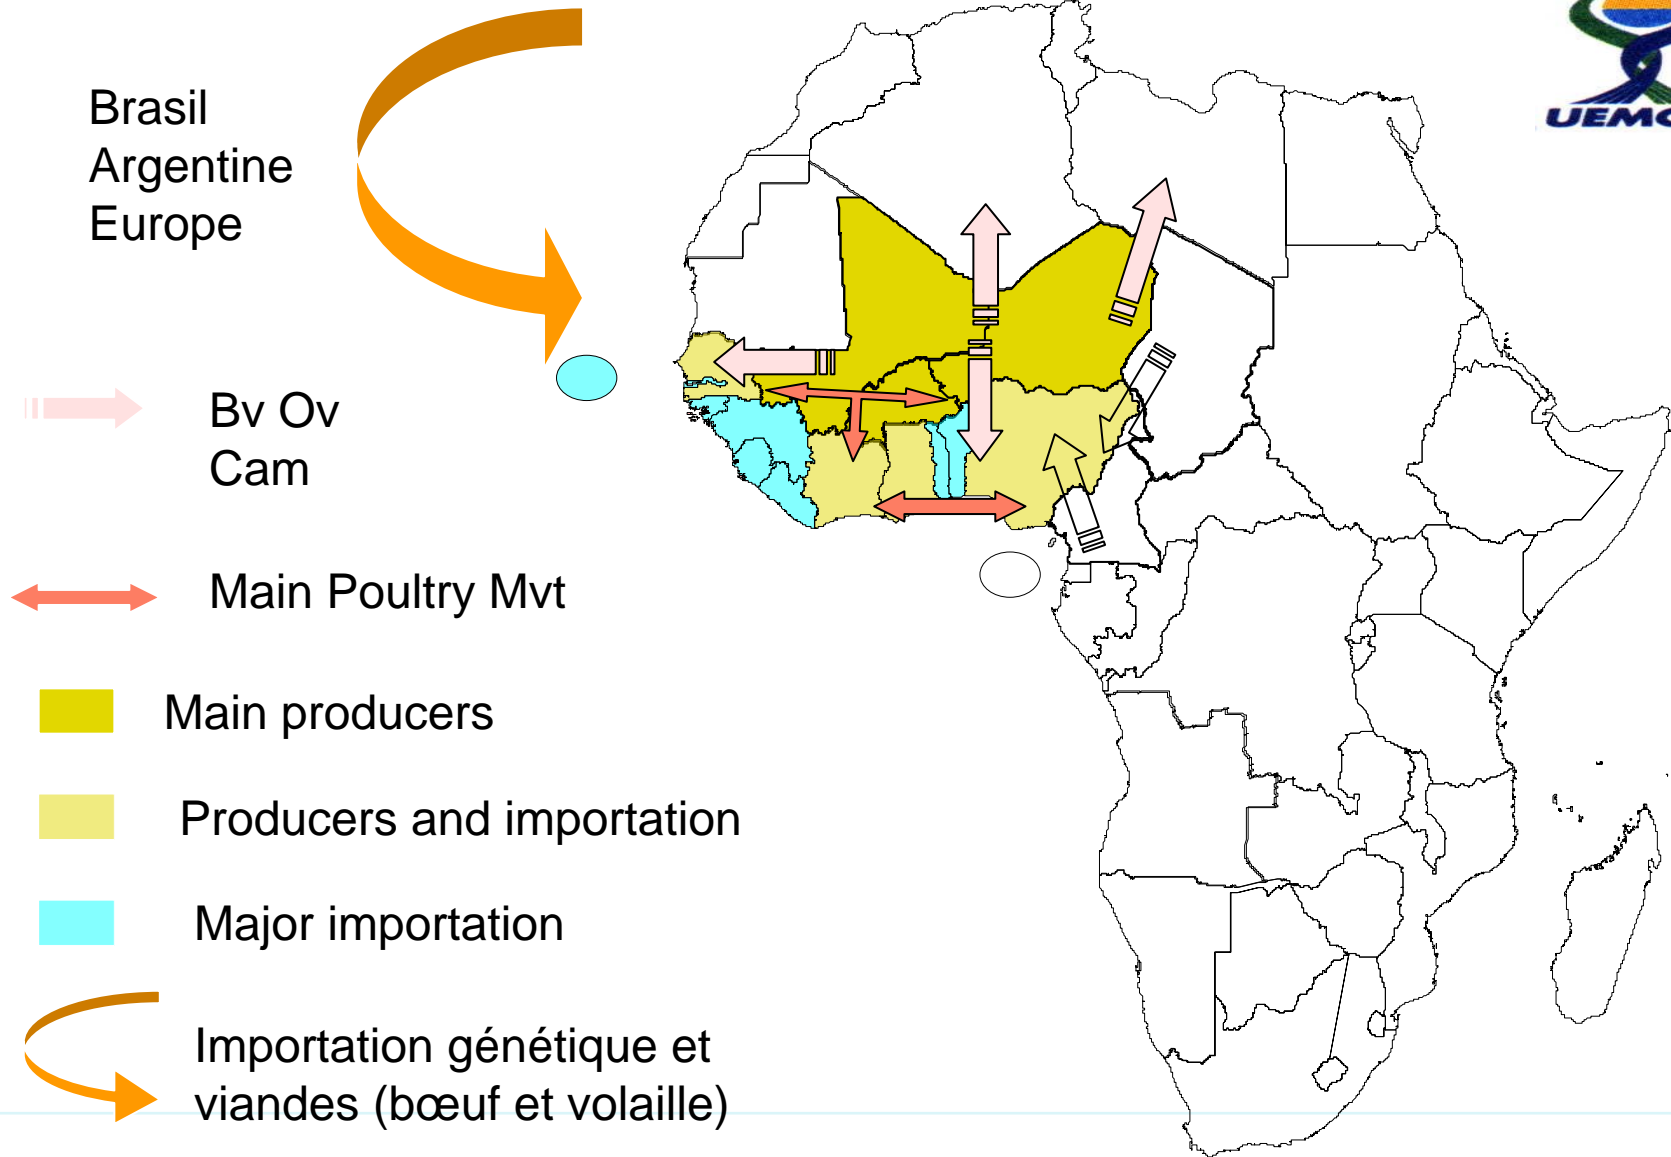 Brasil
Argentine
Europe
Bv Ov
Cam
Main Poultry Mvt
Main producers
Producers and importation
Major importation
Importation génétique et
viandes (bœuf et volaille)